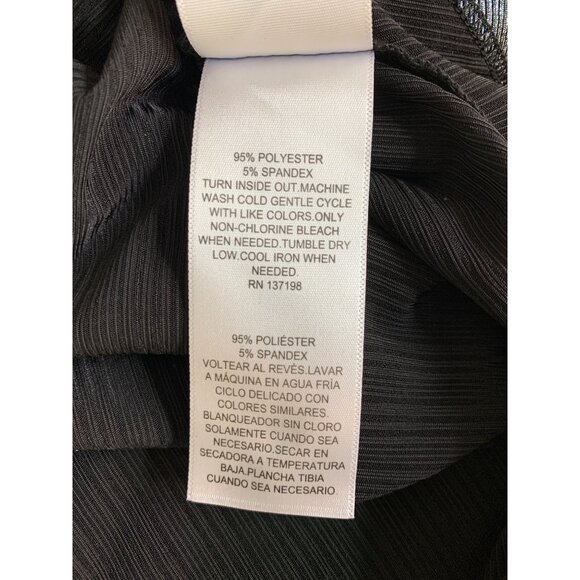 95% POLYESTER
5% SPANDEX
TURN INSIDE OUT.MACHINE
WASH COLD GENTLE CYCLE
WITH LIKE COLORS.ONLY
NON-CHLORINE BLEACH
WHEN NEEDED.TUMBLE DRY
LOW.COOL IRON WHEN
NEEDED.
RN 137198
95% POLIÉSTER
5% SPANDEX
VOLTEAR AL REVÉS.LAVAR
A MÁQUINA EN AGUA FRÍA
CICLO DELICADO CON
COLORES SIMILARES.
BLANQUEADOR SIN CLORO
SOLAMENTE CUANDO SEA
NECESARIO.SECAR EN
SECADORA A TEMPERATURA
BAJA.PLANCHA TIBIA
CUANDO SEA NECESARIO